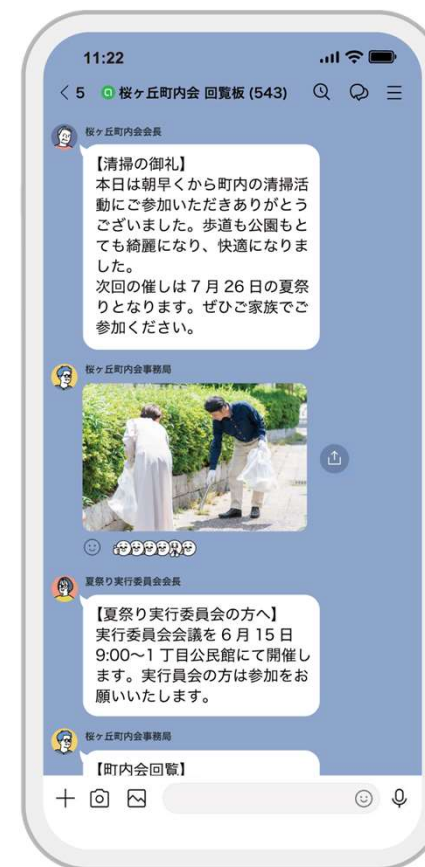 11:22
5 桜ヶ丘町内会 回覧板 (543)
桜ヶ丘町内会会長
【清掃の御礼】
本日は朝早くから町内の清掃活
動にご参加いただきありがとう
ございました。歩道も公園もと
ても綺麗になり、快適になりま
した。
次回の催しは7月26日の夏祭
りとなります。ぜひご家族でご
参加ください。
桜ヶ丘町内会事務局
夏祭り実行委員会会長
【夏祭り実行委員会の方へ】
実行委員会会議を6月15日
9:00〜1丁目公民館にて開催し
ます。実行員会の方は参加をお
願いいたします。
桜ヶ丘町内会事務局
【町内会回覧】